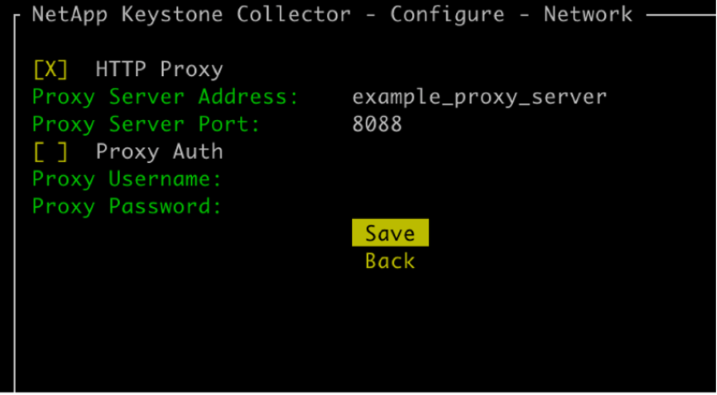 NetApp Keystone Collector - Configure - Network
[X] HTTP Proxy
Proxy Server Address: example_proxy_server
Proxy Server Port: 8088
[ ] Proxy Auth
Proxy Username:
Proxy Password:
Save
Back